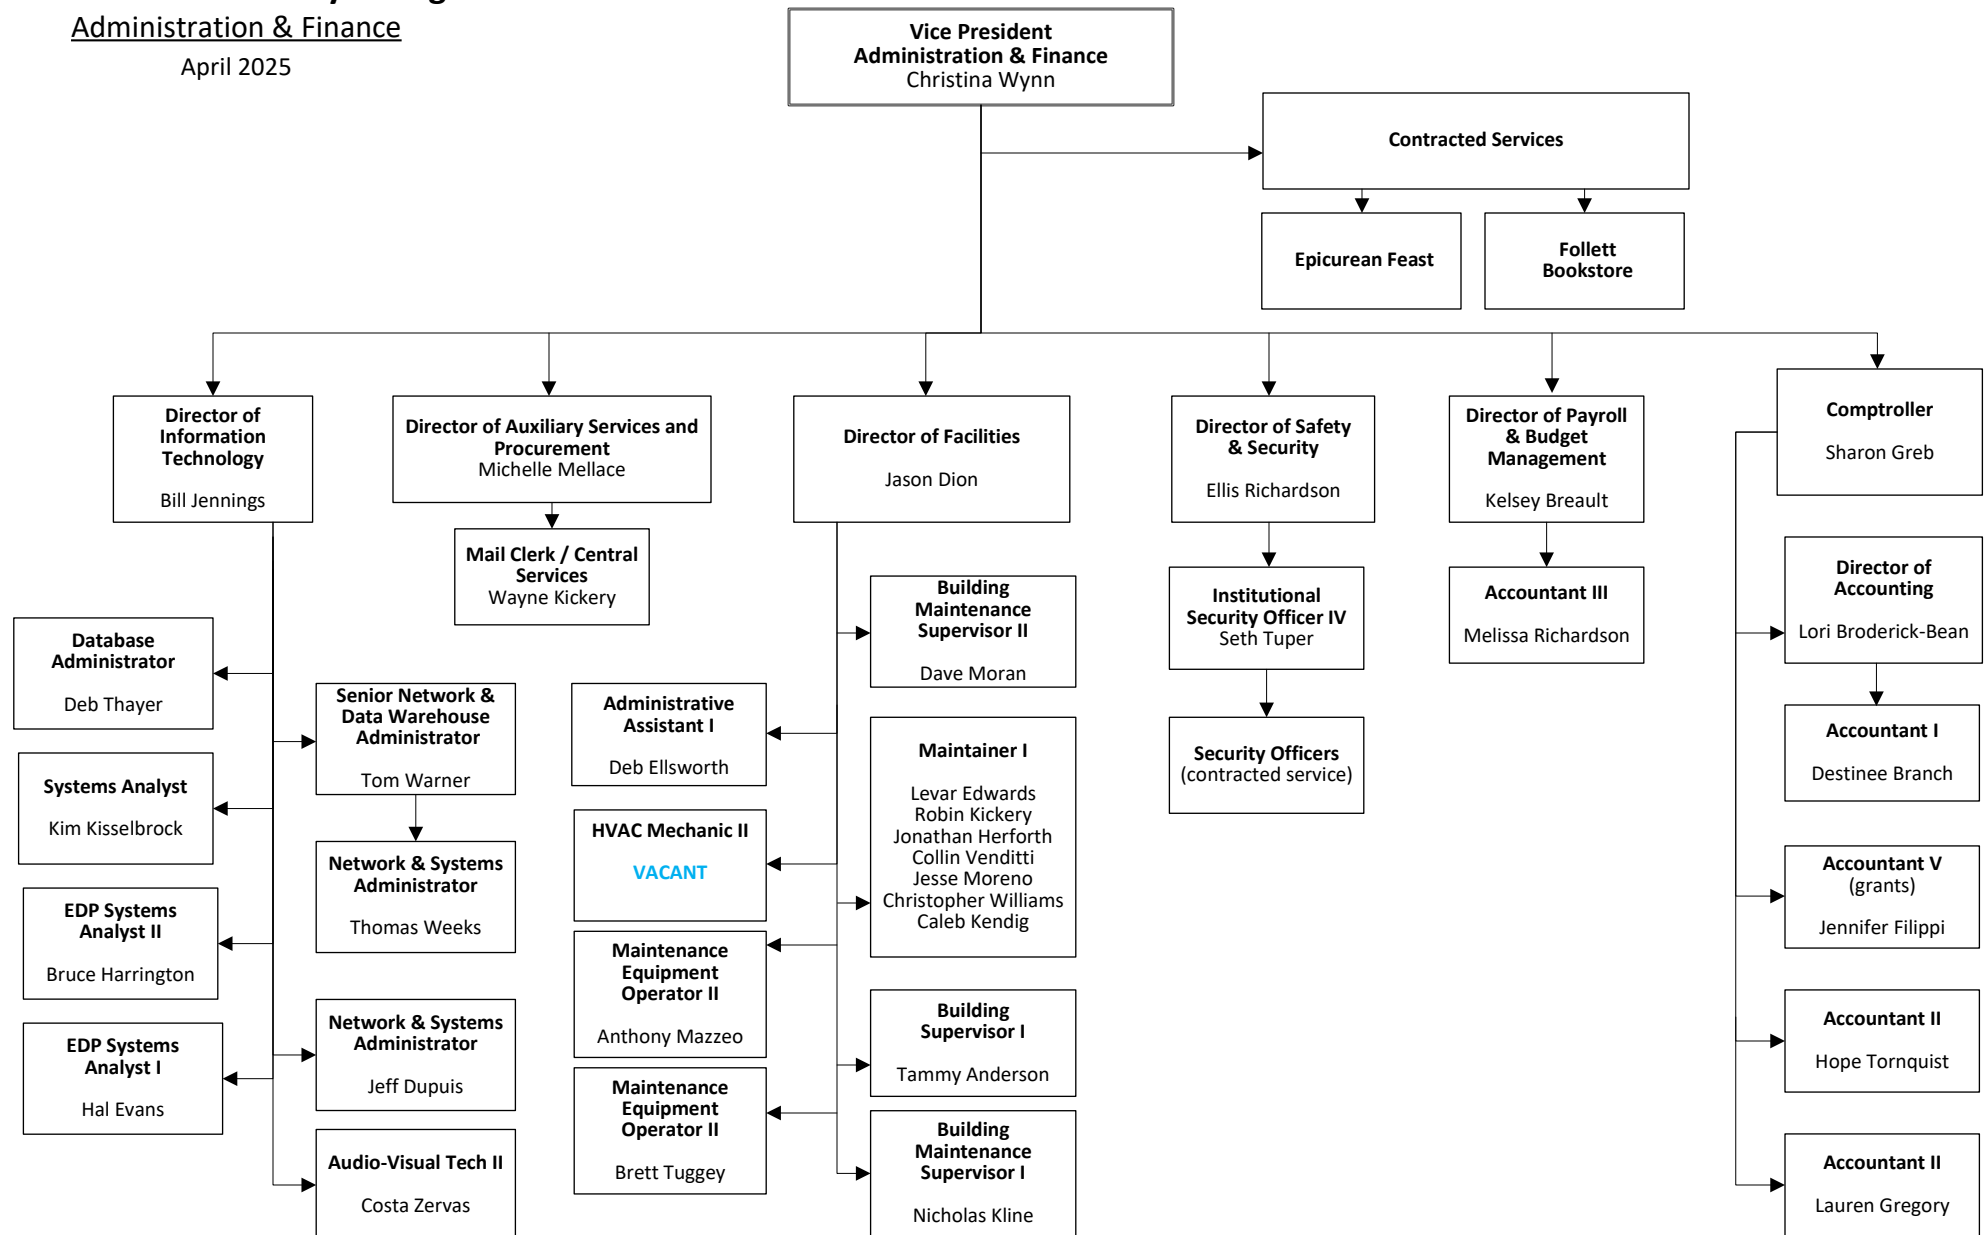 Administration & Finance
April 2025
Vice President
Administration & Finance
Christina Wynn
Contracted Services
Epicurean Feast
Follett
Bookstore
Director of
Information
Technology
Bill Jennings
Director of Auxiliary Services and
Procurement
Michelle Mellace
Director of Facilities
Jason Dion
Director of Safety
& Security
Ellis Richardson
Director of Payroll
& Budget
Management
Kelsey Breault
Comptroller
Sharon Greb
Mail Clerk / Central
Services
Wayne Kickery
Database
Administrator
Deb Thayer
Systems Analyst
Kim Kisselbrock
EDP Systems
Analyst II
Bruce Harrington
EDP Systems
Analyst I
Hal Evans
Senior Network &
Data Warehouse
Administrator
Tom Warner
Network & Systems
Administrator
Thomas Weeks
Network & Systems
Administrator
Jeff Dupuis
Audio-Visual Tech II
Costa Zervas
Administrative
Assistant I
Deb Ellsworth
HVAC Mechanic II
VACANT
Maintenance
Equipment
Operator II
Anthony Mazzeo
Maintenance
Equipment
Operator II
Brett Tuggey
Building
Maintenance
Supervisor II
Dave Moran
Maintainer I
Levar Edwards
Robin Kickery
Jonathan Herforth
Collin Venditti
Jesse Moreno
Christopher Williams
Caleb Kendig
Building
Supervisor I
Tammy Anderson
Building
Maintenance
Supervisor I
Nicholas Kline
Institutional
Security Officer IV
Seth Tuper
Security Officers
(contracted service)
Accountant III
Melissa Richardson
Director of
Accounting
Lori Broderick-Bean
Accountant I
Destinee Branch
Accountant V
(grants)
Jennifer Filippi
Accountant II
Hope Tornquist
Accountant II
Lauren Gregory